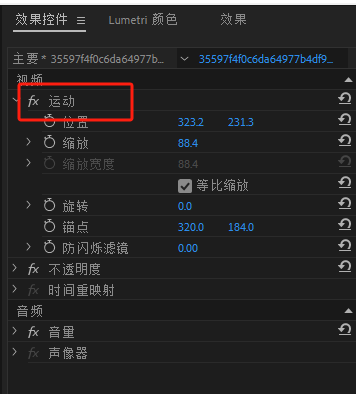 效果控件 ≡ Lumetri 颜色 效果
主要 * 35597f4f0c6da64977b... 35597f4f0c6da64977b4df9...
视频
fx 运动
位置 323.2 231.3
缩放 88.4
缩放宽度 88.4
等比缩放
旋转 0.0
锚点 320.0 184.0
防闪烁滤镜 0.00
fx 不透明度
fx 时间重映射
音频
fx 音量
fx 声像器